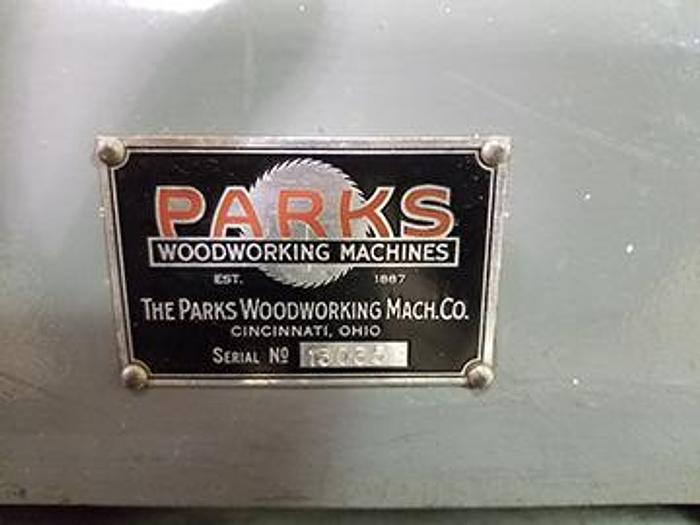 PARKS
WOODWORKING MACHINES
EST. 1887
THE PARKS WOODWORKING MACH. CO.
CINCINNATI, OHIO
SERIAL Nº